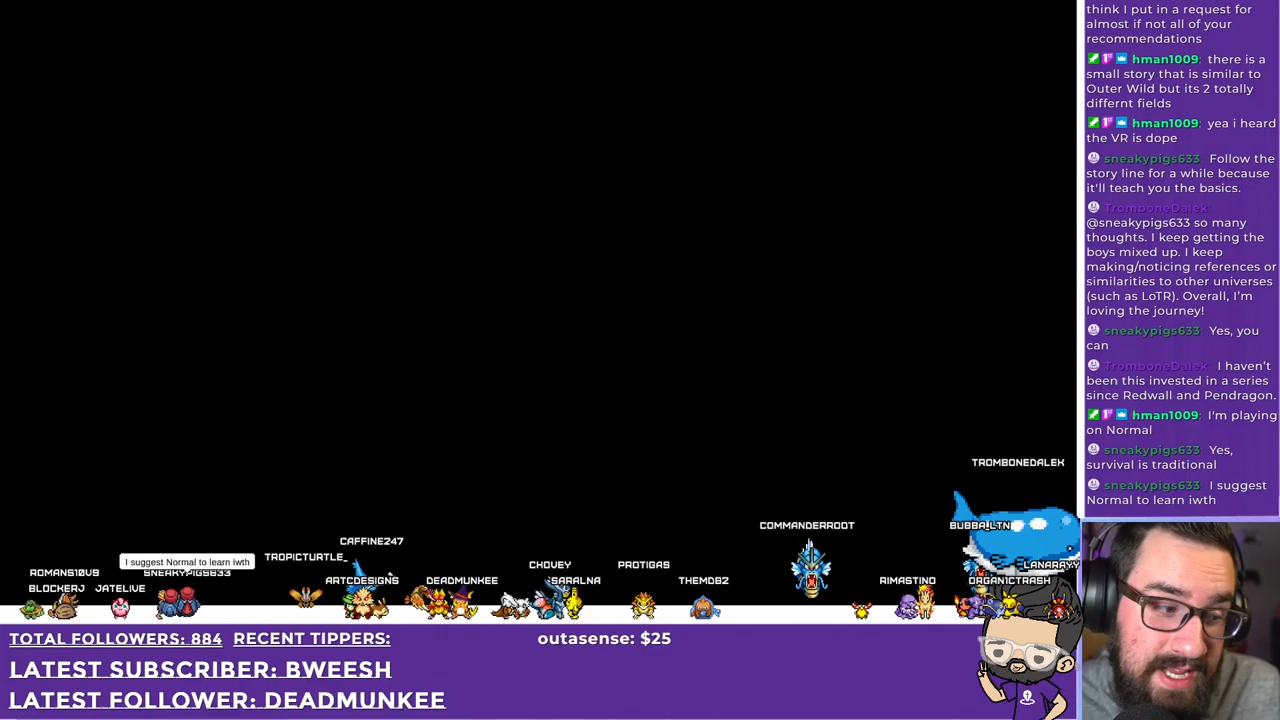 think I put in a request for
almost if not all of your
recommendations
hman1009: there is a
small story that is similar to
Outer Wild but its 2 totally
differnt fields
hman1009: yea i heard
the VR is dope
sneakypigs633 Follow the
story line for a while because
it'll teach you the basics.
TromboneDalek
@sneakypigs633 so many
thoughts. I keep getting the
boys mixed up. I keep
making/noticing references or
similarities to other universes
(such as LoTR). Overall, I'm
loving the journey!
sneakypigs633 Yes, you
can
TromboneDalek I haven't
been this invested in a series
since Redwall and Pendragon.
hman1009: I'm playing
on Normal
sneakypigs633 Yes,
survival is traditional
sneakypigs633 I suggest
Normal to learn iwth
TROMBONEDALEK
COMMANDERROOT
BUBBA_LTN
CAFFINE247
TROPICTURTLE_
I suggest Normal to learn iwth
CHOVEY
PROTIGAS
LANARAYY
ROMANS10V9
SNEAKYPIGS633
ARTCDESIGNS
DEADMUNKEE
SARALNA
THEMD82
RIMASTINO
ORGANICTRASH
BLOCKERJ
JATELIVE
TOTAL FOLLOWERS: 884 RECENT TIPPERS:
outasense: $25
LATEST SUBSCRIBER: BWEESH
LATEST FOLLOWER: DEADMUNKEE